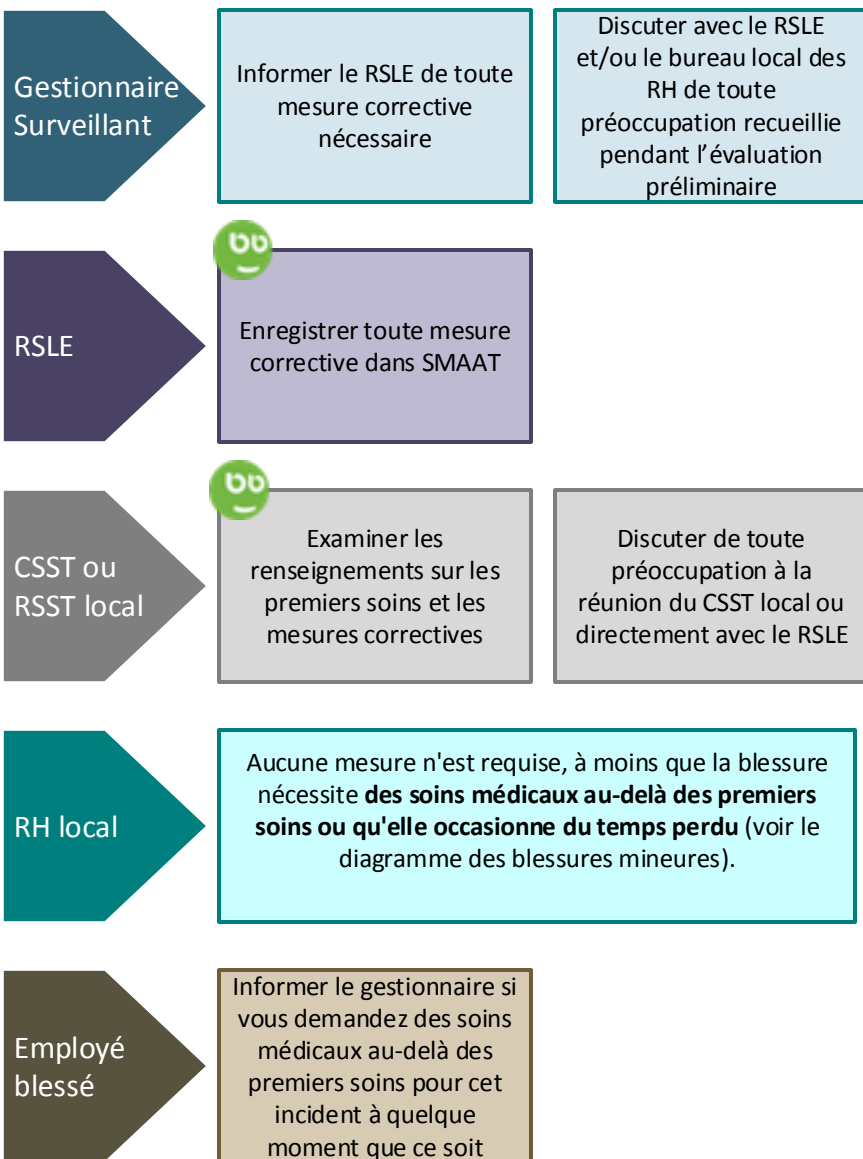 Gestionnaire
Surveillant
Informer le RSLE de toute
mesure corrective
nécessaire
Discuter avec le RSLE
et/ou le bureau local des
RH de toute
préoccupation recueillie
pendant l'évaluation
préliminaire
RSLE
Enregistrer toute mesure
corrective dans SMAAT
CSST ou
RSST local
Examiner les
renseignements sur les
premiers soins et les
mesures correctives
Discuter de toute
préoccupation à la
réunion du CSST local ou
directement avec le RSLE
RH local
Aucune mesure n'est requise, à moins que la blessure
nécessite des soins médicaux au-delà des premiers
soins ou qu'elle occasionne du temps perdu (voir le
diagramme des blessures mineures).
Employé
blessé
Informer le gestionnaire si
vous demandez des soins
médicaux au-delà des
premiers soins pour cet
incident à quelque
moment que ce soit